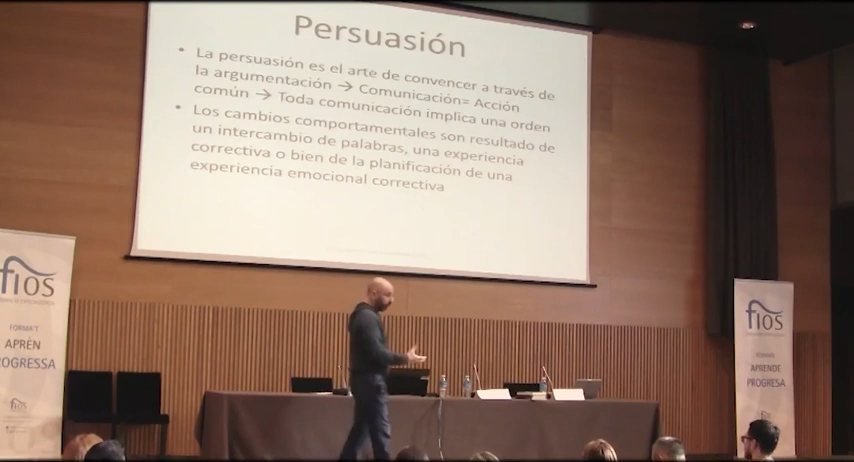 Persuasión
• La persuasión es el arte de convencer a través de
la argumentación → Comunicación= Acción
común → Toda comunicación implica una orden
• Los cambios comportamentales son resultado de
un intercambio de palabras, una experiencia
correctiva o bien de la planificación de una
experiencia emocional correctiva
fios
FORMA'T
APRÈN
PROGRESSA
fios
fios
APRENDE
PROGRESA